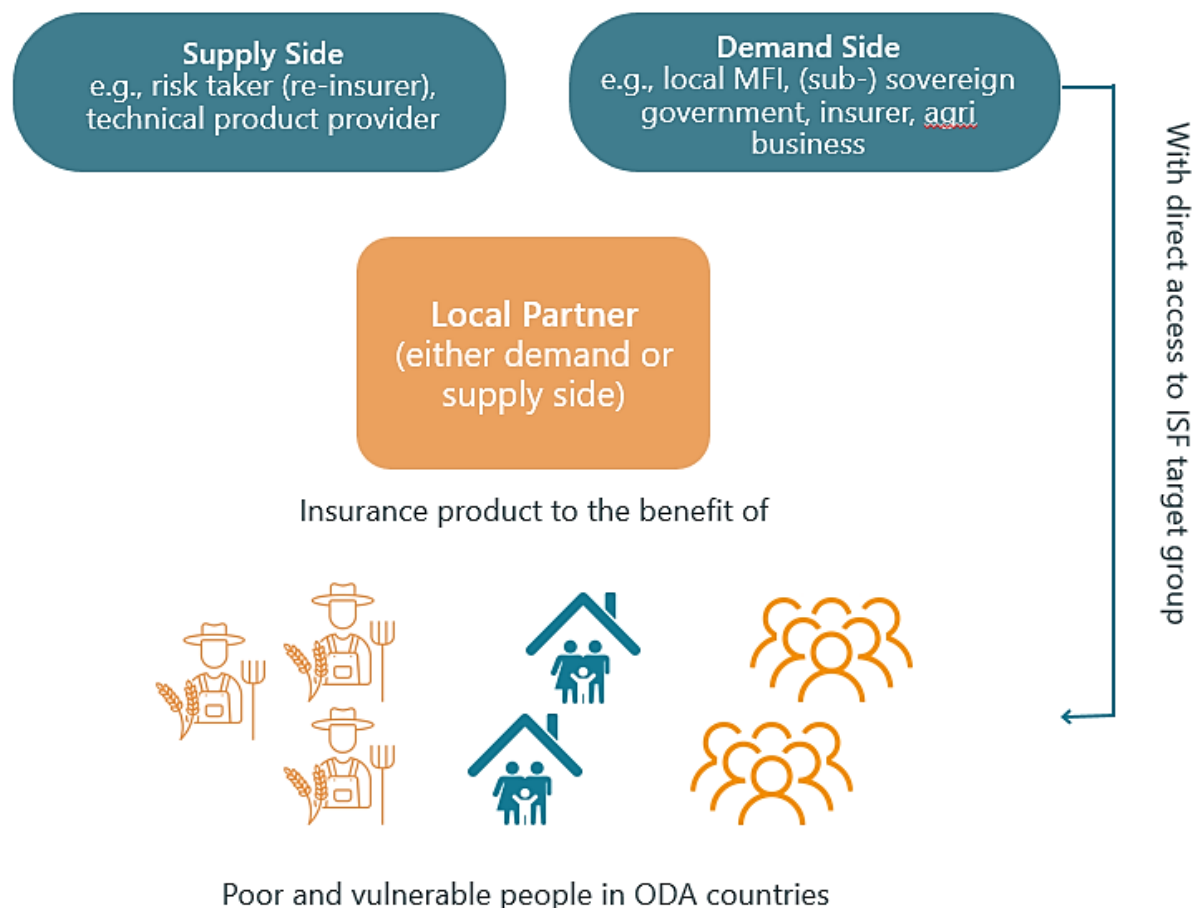 Supply Side
e.g., risk taker (re-insurer),
technical product provider
Demand Side
e.g., local MFI, (sub-) sovereign
government, insurer, agri
business
With direct access to ISF target group
Local Partner
(either demand or
supply side)
Insurance product to the benefit of
Poor and vulnerable people in ODA countries